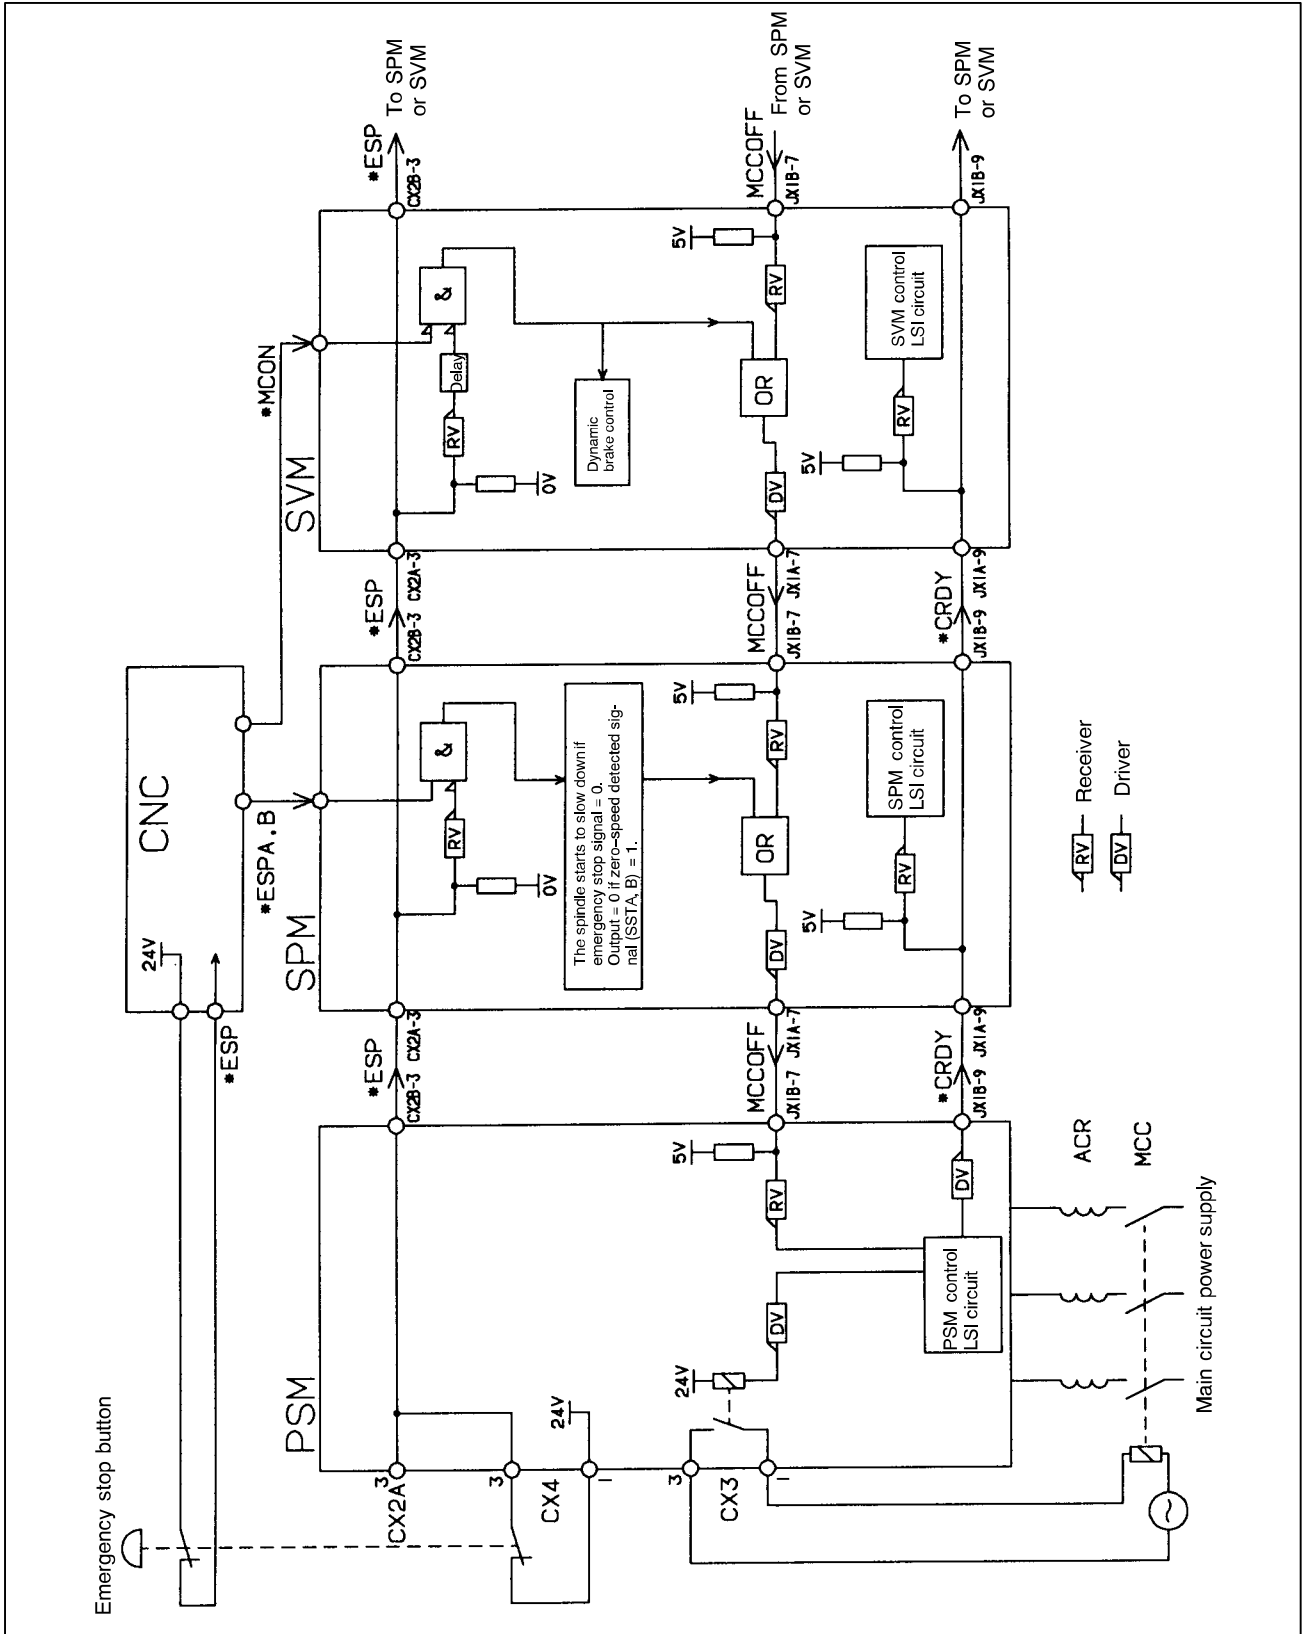 Emergency stop button
24V
CNC
*ESP
*ESPA.B
*MCON
PSM
SPM
SVM
3
CX2A
3
CX4
1
24V
3
CX3
1
24V
DV
RV
5V
PSM control
LSI circuit
DV
*ESP
CX2B-3 CX2A-3
MCCOFF
JX1B-7 JX1A-7
*CRDY
JX1B-9 JX1A-9
&
RV
0V
The spindle starts to slow down if
emergency stop signal = 0.
Output = 0 if zero–speed detected sig-
nal (SSTA, B) = 1.
5V
RV
OR
DV
5V
RV
SPM control
LSI circuit
*ESP
CX2B-3 CX2A-3
MCCOFF
JX1B-7 JX1A-7
*CRDY
JX1B-9 JX1A-9
&
Delay
RV
0V
Dynamic
brake control
5V
RV
OR
DV
5V
RV
SVM control
LSI circuit
*ESP
CX2B-3
To SPM
or SVM
MCCOFF
JX1B-7
From SPM
or SVM
JX1B-9
To SPM
or SVM
ACR
MCC
Main circuit power supply
RV Receiver
DV Driver